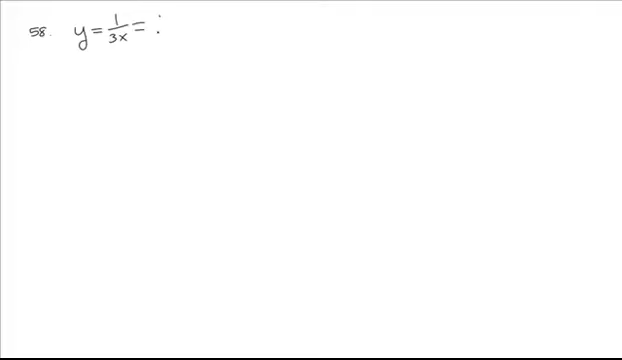 58. y = 1/3x =